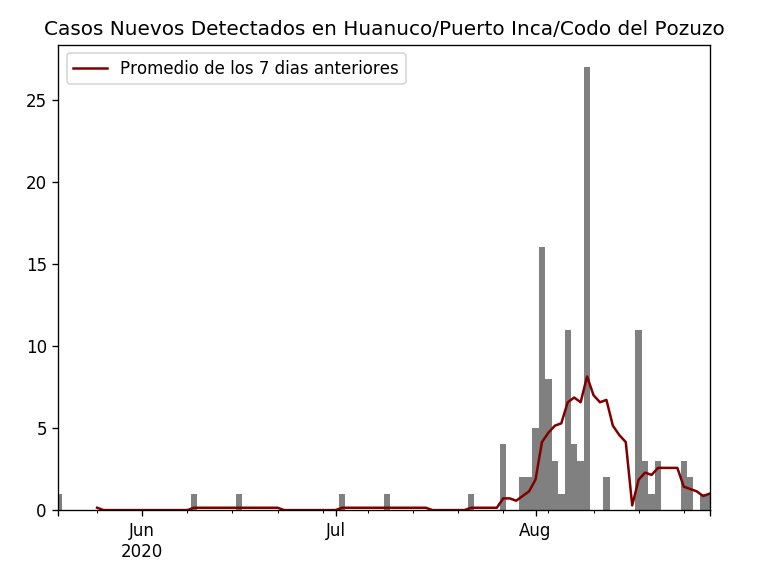 Casos Nuevos Detectados en Huanuco/Puerto Inca/Codo del Pozuzo
Promedio de los 7 dias anteriores
25
20
15
10
5
0
Jun
2020
Jul
Aug